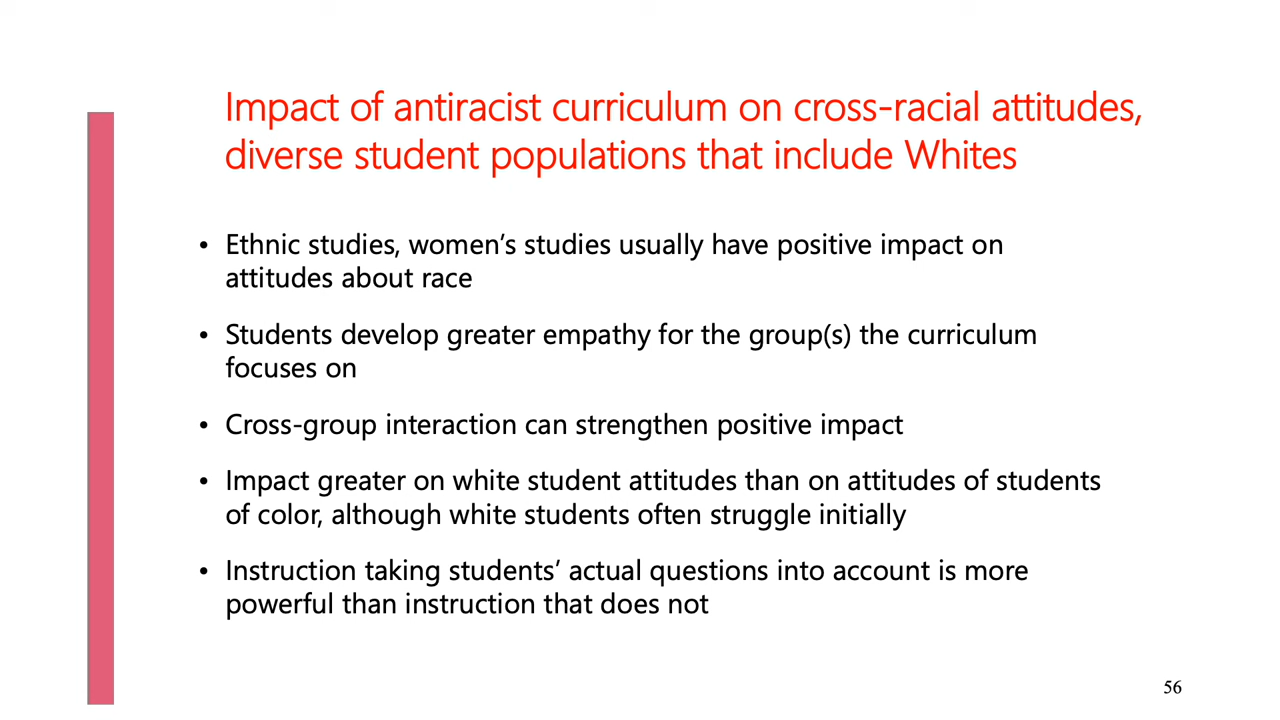 Impact of antiracist curriculum on cross-racial attitudes,
diverse student populations that include Whites
• Ethnic studies, women’s studies usually have positive impact on
attitudes about race
• Students develop greater empathy for the group(s) the curriculum
focuses on
• Cross-group interaction can strengthen positive impact
• Impact greater on white student attitudes than on attitudes of students
of color, although white students often struggle initially
• Instruction taking students’ actual questions into account is more
powerful than instruction that does not
56